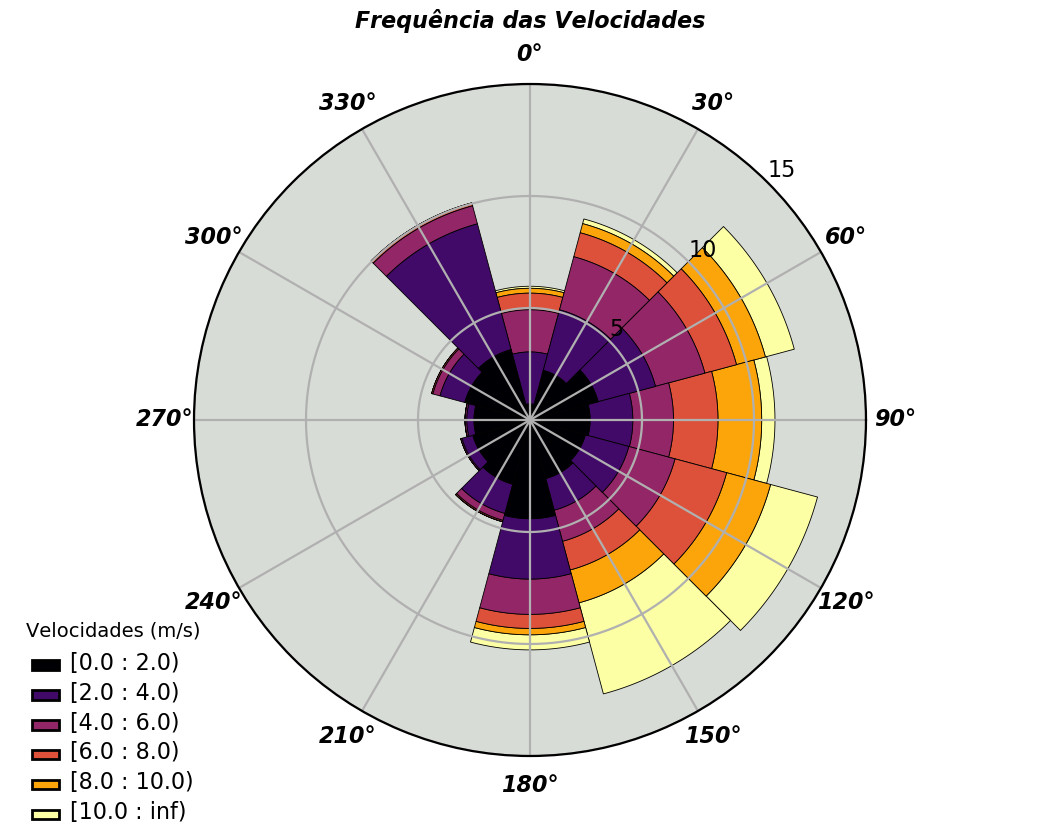 Frequência das Velocidades
0°
330°
30°
15
300°
60°
10
5
270°
90°
240°
120°
210°
150°
180°
Velocidades (m/s)
[0.0 : 2.0)
[2.0 : 4.0)
[4.0 : 6.0)
[6.0 : 8.0)
[8.0 : 10.0)
[10.0 : inf)